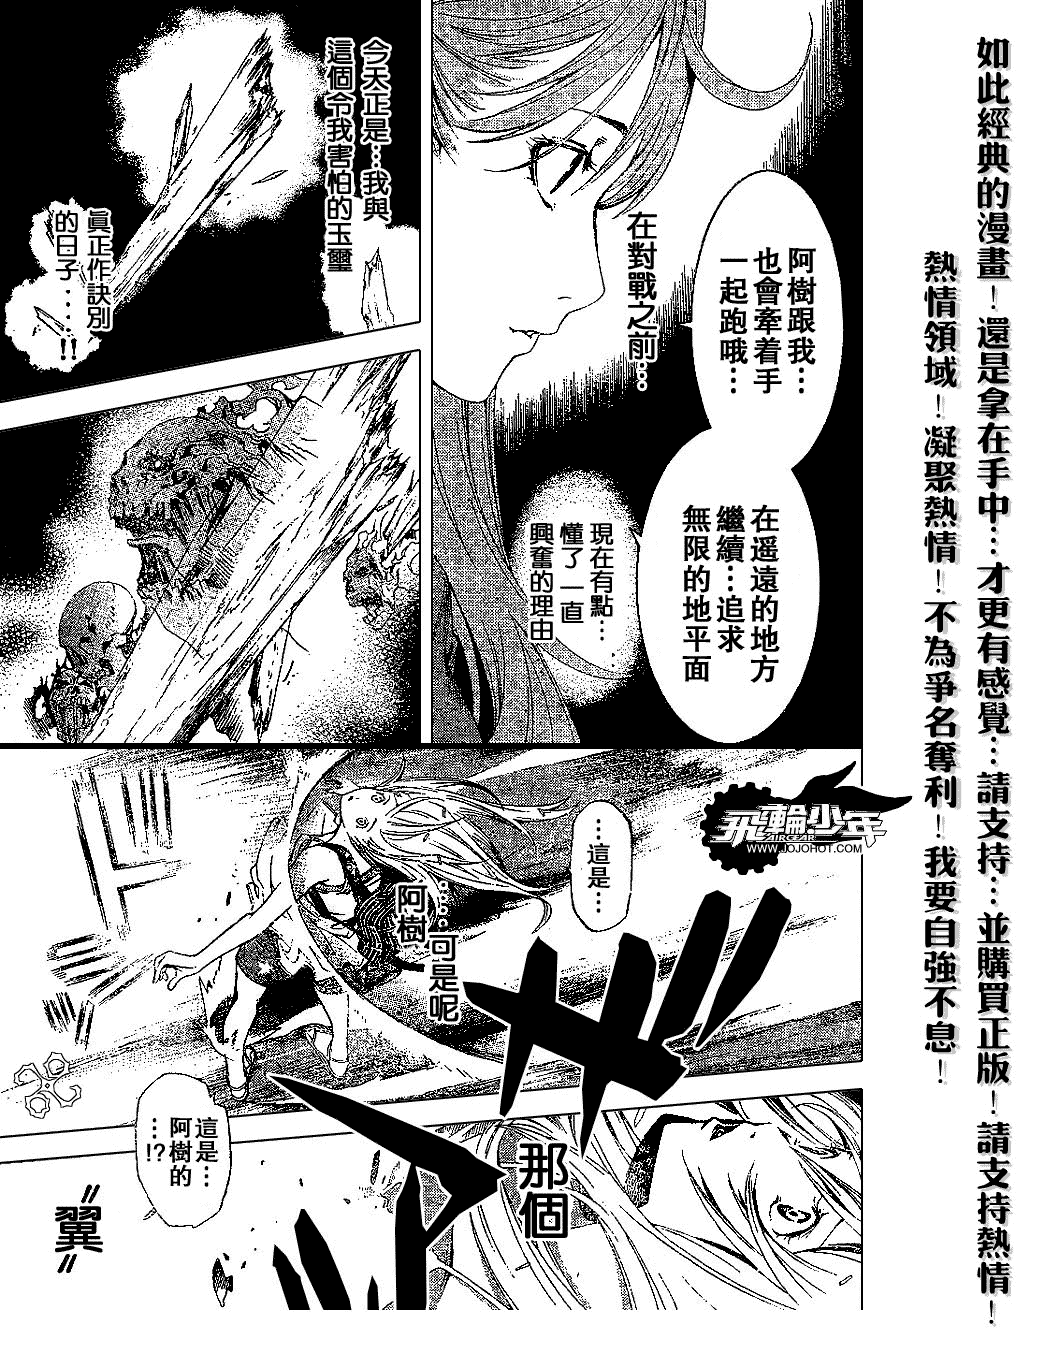 如此經典的漫畫！還是拿在手中…才更有感覺…請支持…並購買正版！請支持熱情！
熱情領域！凝聚熱情！不為爭名奪利！我要自強不息！
阿樹跟我…
也會牽着手
一起跑哦…
在遥遠的地方
繼續…追求
無限的地平面
在對戰之前…
現在有點…
懂了一直
興奮的理由
今天正是…我與
這個令我害怕的玉璽
眞正作訣別
的日子…!!
飛輪少年
AIRGEAR
WWW.JOJOHOT.COM
…這是…
……可是呢
阿樹
那個
這是…
阿樹的
…!?
"翼"